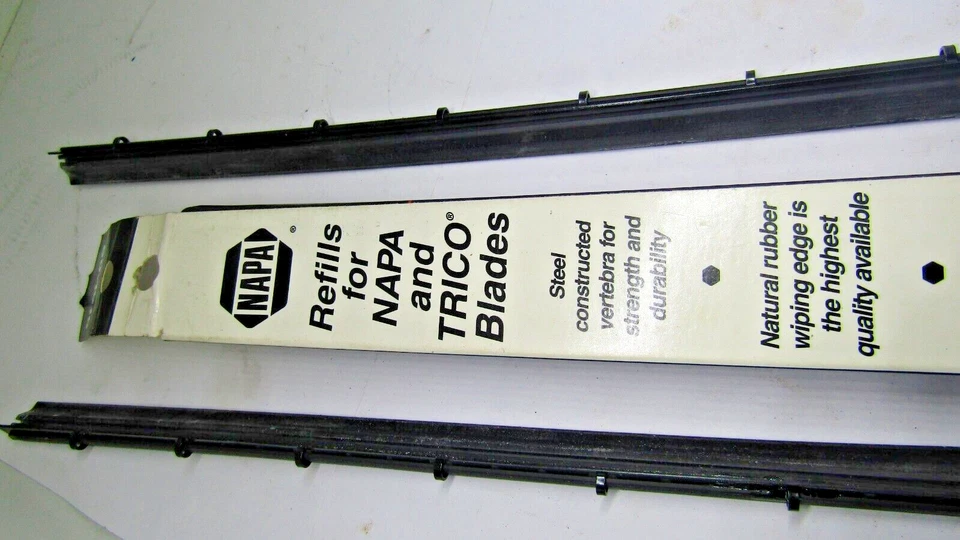 NAPA
®
Refills
for
NAPA
and
TRICO®
Blades
Steel
constructed
vertebra for
strength and
durability
Natural rubber
wiping edge is
the highest
quality available